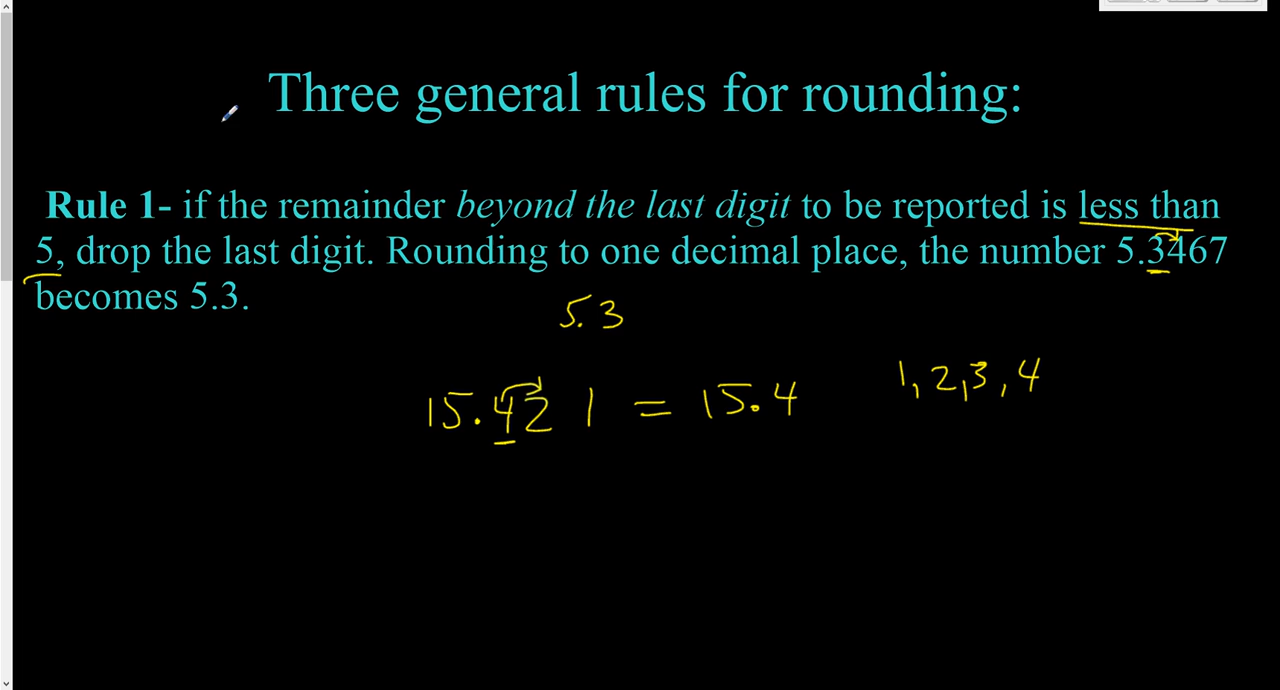 Three general rules for rounding:
Rule 1- if the remainder beyond the last digit to be reported is less than
5, drop the last digit. Rounding to one decimal place, the number 5.3467
becomes 5.3.
5.3
1, 2, 3, 4
15.421 = 15.4